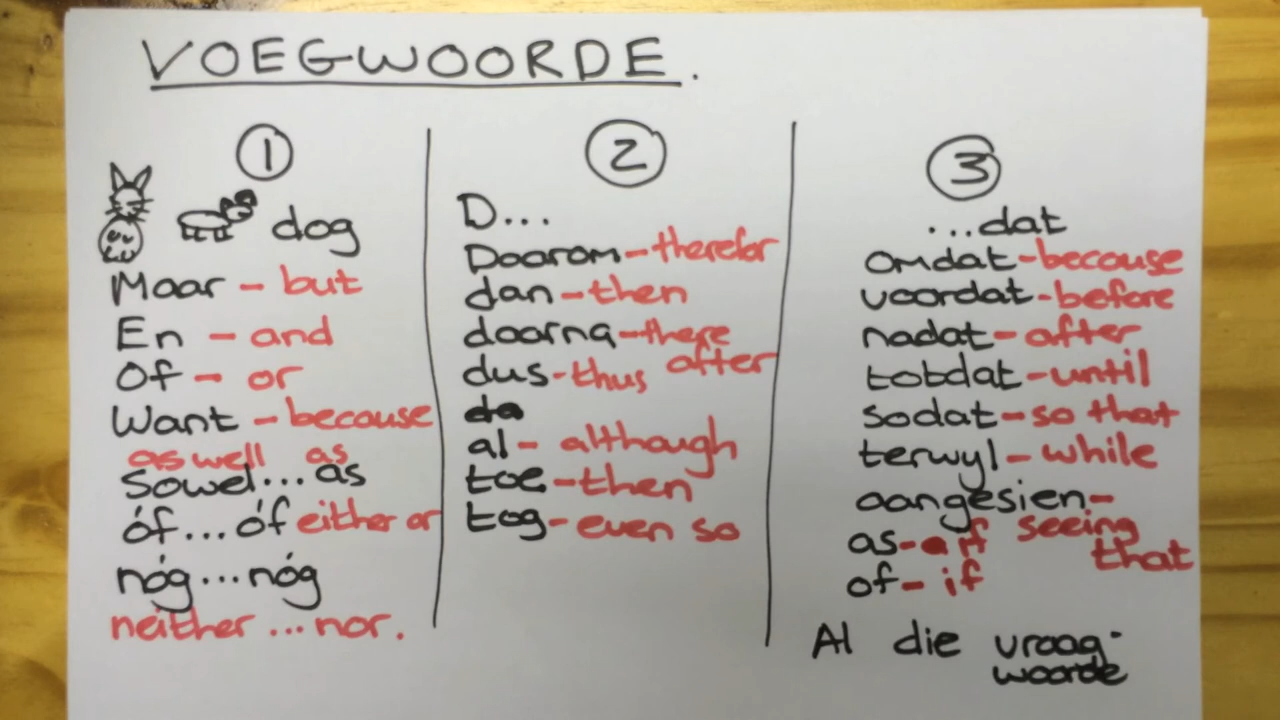 VOEGWOORDE.
1
dog
Maar - but
En - and
Of - or
Want - because
as well as
Sowel...as
óf...óf either or
nóg...nóg
neither...nor.
2
D...
Daarom - therefor
dan - then
daarna - there after
dus - thus
al - although
toe - then
tog - even so
3
...dat
omdat - because
voordat - before
nadat - after
totdat - until
sodat - so that
terwyl - while
aangesien - seeing that
as - if
of - if
Al die vraag-
woorde